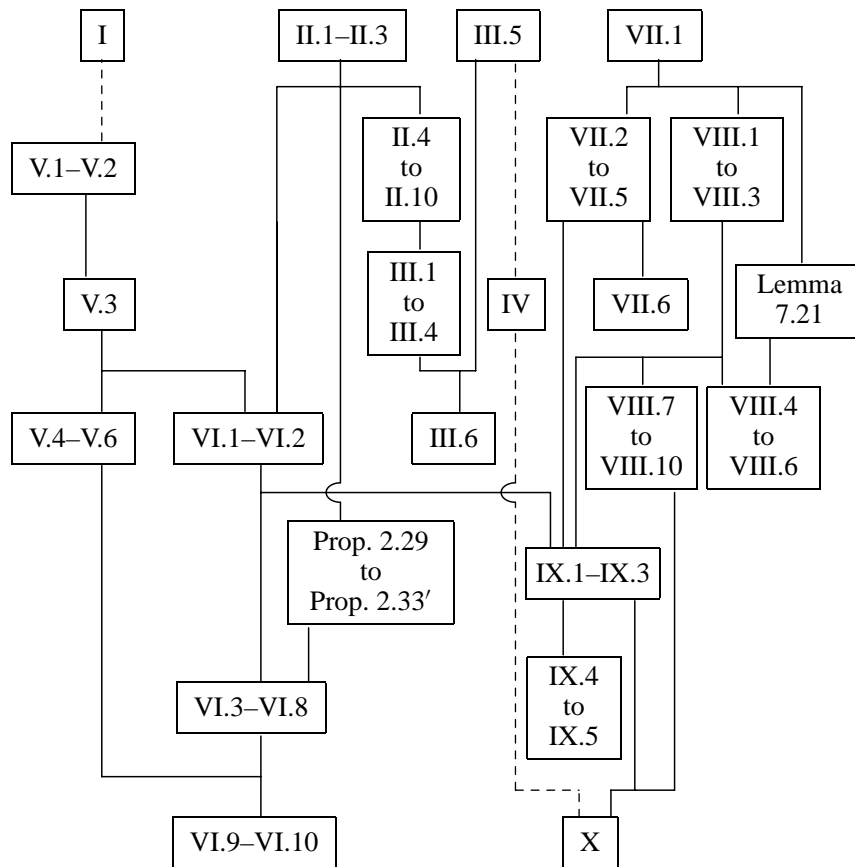 I
II.1–II.3
III.5
VII.1
V.1–V.2
II.4
to
II.10
VII.2
to
VII.5
VIII.1
to
VIII.3
V.3
III.1
to
III.4
IV
VII.6
Lemma
7.21
V.4–V.6
VI.1–VI.2
III.6
VIII.7
to
VIII.10
VIII.4
to
VIII.6
Prop. 2.29
to
Prop. 2.33′
IX.1–IX.3
VI.3–VI.8
IX.4
to
IX.5
VI.9–VI.10
X